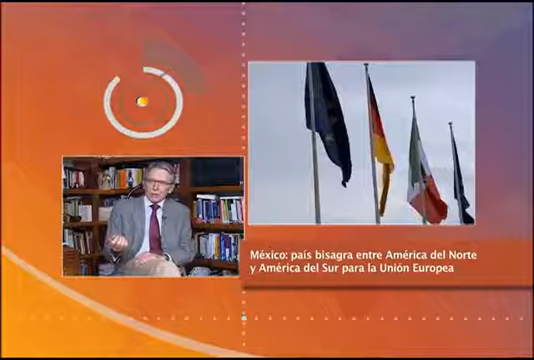 México: país bisagra entre América del Norte
y América del Sur para la Unión Europea